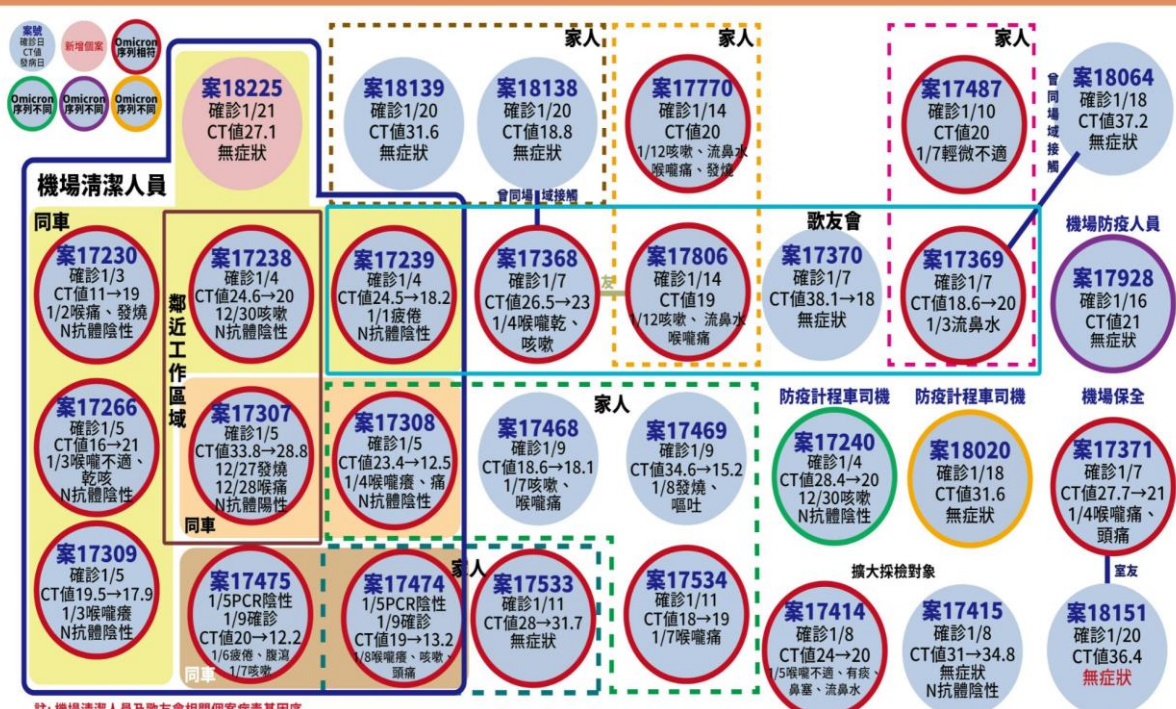 案號
確診日
CT值
發病日
新增個案
Omicron
序列相符
Omicron
序列不同
Omicron
序列不同
Omicron
序列不同
機場清潔人員
案18225
確診1/21
CT值27.1
無症狀
家人
案18139
確診1/20
CT值31.6
無症狀
案18138
確診1/20
CT值18.8
無症狀
案17770
確診1/14
CT值20
1/12咳嗽、流鼻水
喉嚨痛、發燒
家人
案17487
確診1/10
CT值20
1/7輕微不適
曾同場域接觸
案18064
確診1/18
CT值37.2
無症狀
曾同場域接觸
同車
案17230
確診1/3
CT值11→19
1/2喉痛、發燒
N抗體陰性
鄰近工作區域
案17238
確診1/4
CT值24.6→20
12/30咳嗽
N抗體陰性
案17239
確診1/4
CT值24.5→18.2
1/1疲倦
N抗體陰性
案17368
確診1/7
CT值26.5→23
1/4喉嚨乾、
咳嗽
友
案17806
確診1/14
CT值19
1/12咳嗽、流鼻水
喉嚨痛
歌友會
案17370
確診1/7
CT值38.1→18
無症狀
案17369
確診1/7
CT值18.6→20
1/3流鼻水
機場防疫人員
案17928
確診1/16
CT值21
無症狀
案17266
確診1/5
CT值16→21
1/3喉嚨不適、
乾咳
N抗體陰性
案17307
確診1/5
CT值33.8→28.8
12/27發燒
12/28喉痛
N抗體陽性
同車
案17308
確診1/5
CT值23.4→12.5
1/4喉嚨癢、痛
N抗體陰性
家人
案17468
確診1/9
CT值18.6→18.1
1/7咳嗽、
喉嚨痛
案17469
確診1/9
CT值34.6→15.2
1/8發燒、
嘔吐
防疫計程車司機
案17240
確診1/4
CT值28.4→20
12/30咳嗽
N抗體陰性
防疫計程車司機
案18020
確診1/18
CT值31.6
無症狀
機場保全
案17371
確診1/7
CT值27.7→21
1/4喉嚨痛、
頭痛
室友
案17309
確診1/5
CT值19.5→17.9
1/3喉嚨癢
N抗體陰性
案17475
1/5PCR陰性
1/9確診
CT值20→12.2
1/6疲倦、腹瀉
1/7咳嗽
同車
案17474
1/5PCR陰性
1/9確診
CT值19→13.2
1/8喉嚨癢、咳嗽、
頭痛
家人
案17533
確診1/11
CT值28→31.7
無症狀
案17534
確診1/11
CT值18→19
1/7喉嚨痛
擴大採檢對象
案17414
確診1/8
CT值24→20
1/5喉嚨不適、有痰、
鼻塞、流鼻水
案17415
確診1/8
CT值31→34.8
無症狀
N抗體陰性
案18151
確診1/20
CT值36.4
無症狀
註: 機場清潔人員及歌友會相關個案病毒基因序